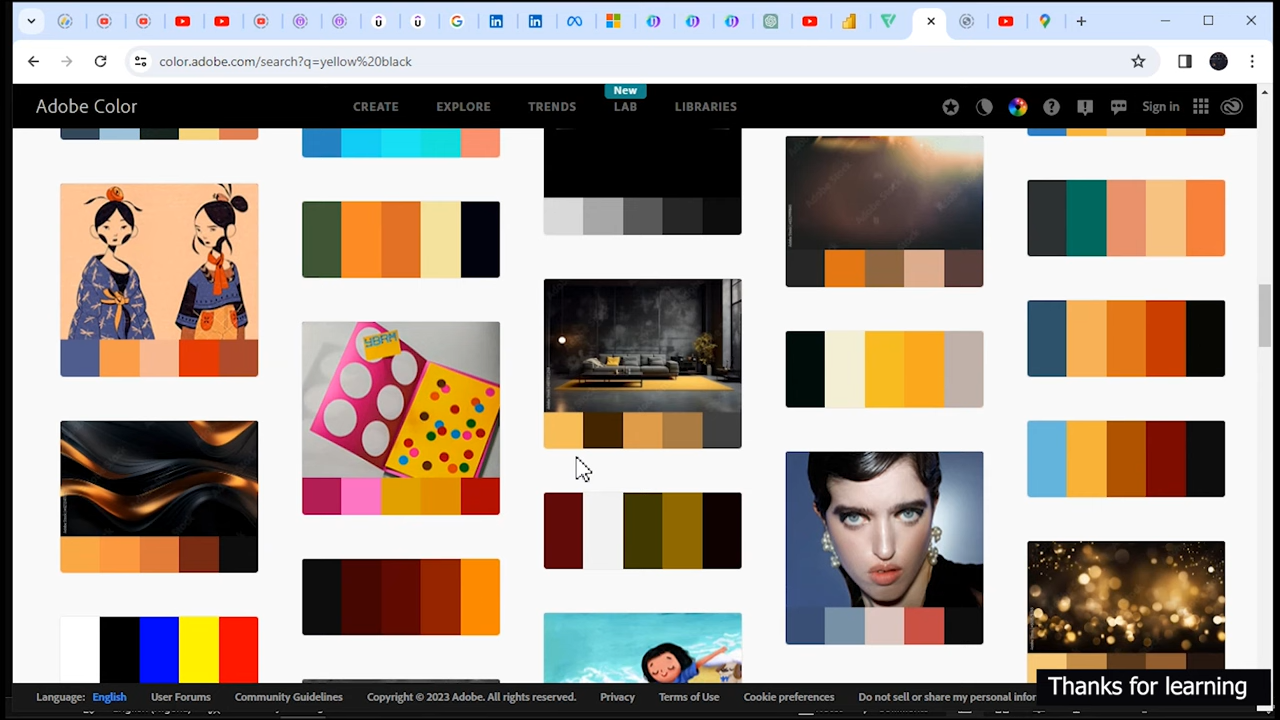 color.adobe.com/search?q=yellow%20black
New
Adobe Color
CREATE
EXPLORE
TRENDS
LAB
LIBRARIES
Sign in
YBAM
Language:
English
User Forums
Community Guidelines
Copyright © 2023 Adobe. All rights reserved.
Privacy
Terms of Use
Cookie preferences
Do not sell or share my personal infor
Thanks for learning